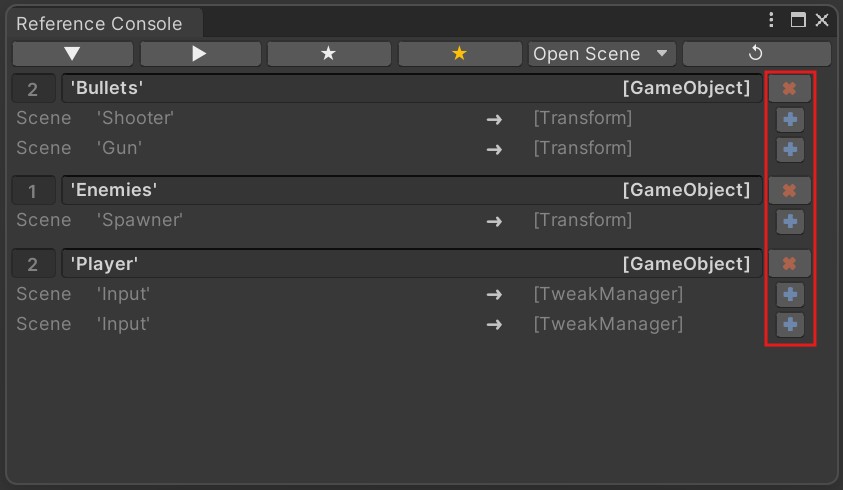 Reference Console
Open Scene
2 'Bullets' [GameObject]
Scene 'Shooter' → [Transform]
Scene 'Gun' → [Transform]
1 'Enemies' [GameObject]
Scene 'Spawner' → [Transform]
2 'Player' [GameObject]
Scene 'Input' → [TweakManager]
Scene 'Input' → [TweakManager]